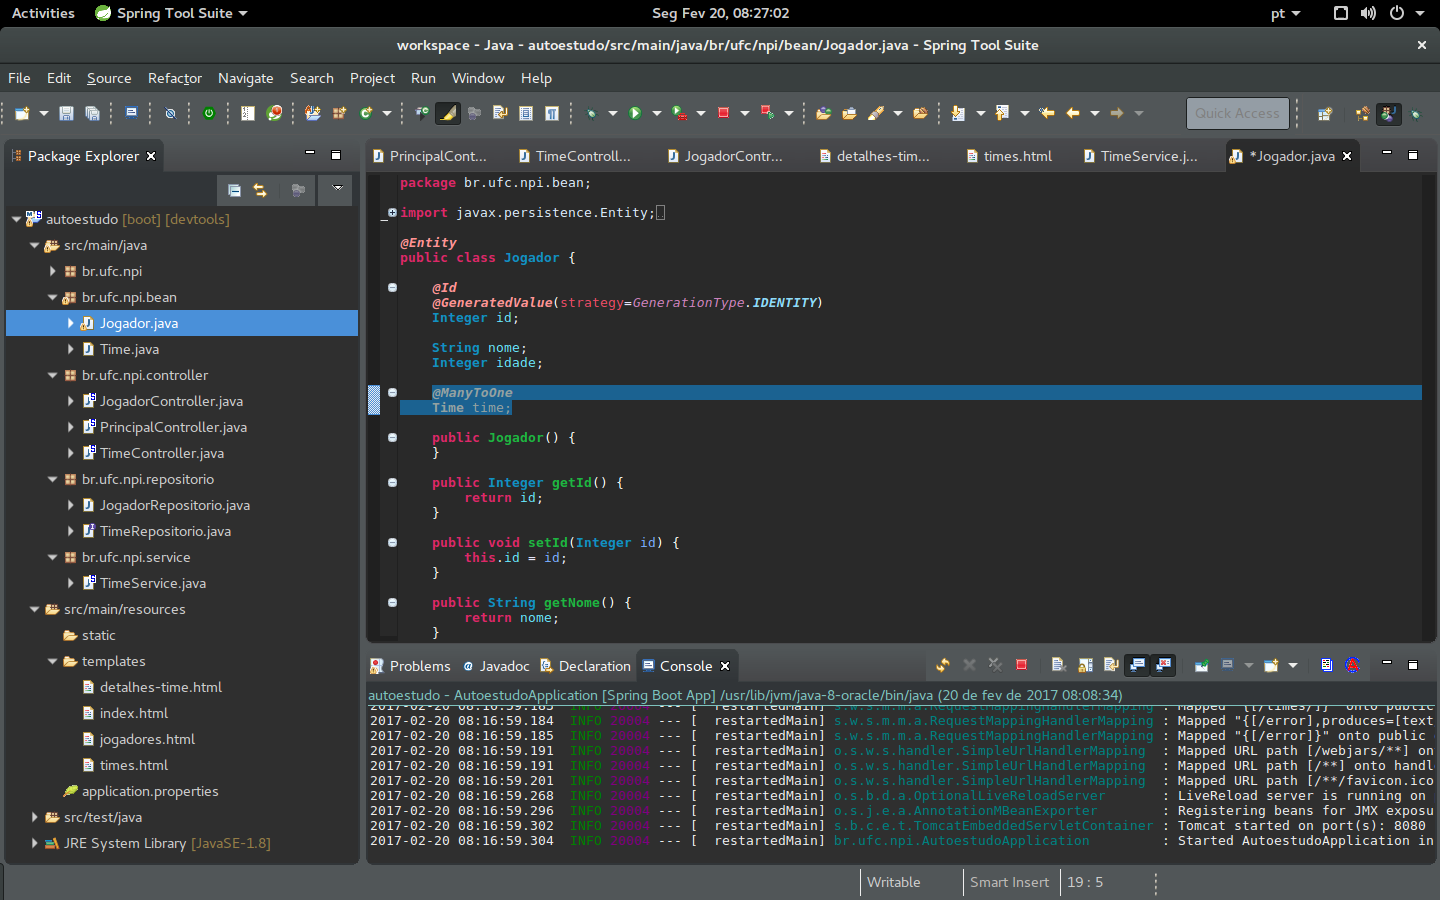 Activities
Spring Tool Suite
Seg Fev 20, 08:27:02
pt
workspace - Java - autoestudo/src/main/java/br/ufc/npi/bean/Jogador.java - Spring Tool Suite
File Edit Source Refactor Navigate Search Project Run Window Help
Quick Access
Package Explorer
autoestudo [boot] [devtools]
src/main/java
br.ufc.npi
br.ufc.npi.bean
Jogador.java
Time.java
br.ufc.npi.controller
JogadorController.java
PrincipalController.java
TimeController.java
br.ufc.npi.repositorio
JogadorRepositorio.java
TimeRepositorio.java
br.ufc.npi.service
TimeService.java
src/main/resources
static
templates
detalhes-time.html
index.html
jogadores.html
times.html
application.properties
src/test/java
JRE System Library [JavaSE-1.8]
PrincipalCont... TimeControll... JogadorContr... detalhes-tim... times.html TimeService.j... *Jogador.java
package br.ufc.npi.bean;
import javax.persistence.Entity;
@Entity
public class Jogador {
@Id
@GeneratedValue(strategy=GenerationType.IDENTITY)
Integer id;
String nome;
Integer idade;
@ManyToOne
Time time;
public Jogador() {
}
public Integer getId() {
return id;
}
public void setId(Integer id) {
this.id = id;
}
public String getNome() {
return nome;
}
Problems Javadoc Declaration Console
autoestudo - AutoestudoApplication [Spring Boot App] /usr/lib/jvm/java-8-oracle/bin/java (20 de fev de 2017 08:08:34)
2017-02-20 08:16:59.183 INFO 20004 --- [ restartedMain] s.w.s.m.m.a.RequestMappingHandlerMapping : Mapped "{[/times/]}" onto public
2017-02-20 08:16:59.184 INFO 20004 --- [ restartedMain] s.w.s.m.m.a.RequestMappingHandlerMapping : Mapped "{[/error],produces=[text
2017-02-20 08:16:59.185 INFO 20004 --- [ restartedMain] s.w.s.m.m.a.RequestMappingHandlerMapping : Mapped "{[/error]}" onto public
2017-02-20 08:16:59.191 INFO 20004 --- [ restartedMain] o.s.w.s.handler.SimpleUrlHandlerMapping : Mapped URL path [/webjars/**] on
2017-02-20 08:16:59.191 INFO 20004 --- [ restartedMain] o.s.w.s.handler.SimpleUrlHandlerMapping : Mapped URL path [/**] onto handl
2017-02-20 08:16:59.201 INFO 20004 --- [ restartedMain] o.s.w.s.handler.SimpleUrlHandlerMapping : Mapped URL path [/**/favicon.ico
2017-02-20 08:16:59.268 INFO 20004 --- [ restartedMain] o.s.b.d.a.OptionalLiveReloadServer : LiveReload server is running on
2017-02-20 08:16:59.296 INFO 20004 --- [ restartedMain] o.s.j.e.a.AnnotationMBeanExporter : Registering beans for JMX exposu
2017-02-20 08:16:59.302 INFO 20004 --- [ restartedMain] s.b.c.e.t.TomcatEmbeddedServletContainer : Tomcat started on port(s): 8080
2017-02-20 08:16:59.304 INFO 20004 --- [ restartedMain] br.ufc.npi.AutoestudoApplication : Started AutoestudoApplication in
Writable
Smart Insert
19 : 5